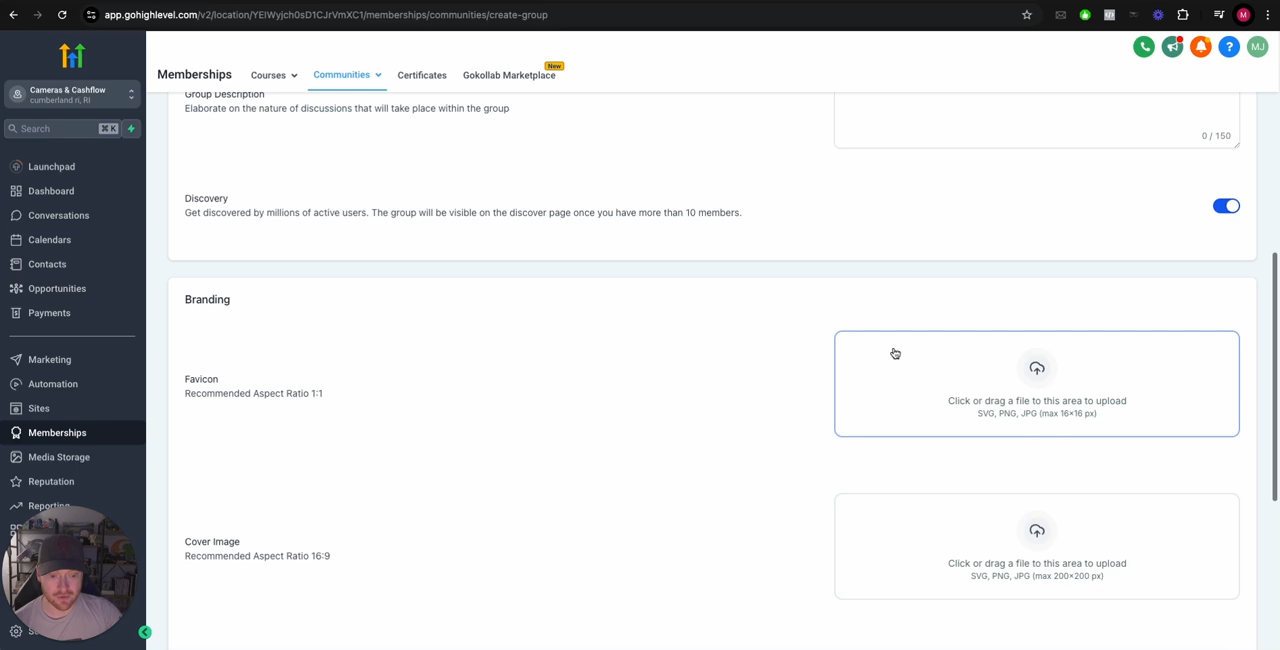 app.gohighlevel.com/v2/location/YEIWyjch0sD1CJrVmXC1/memberships/communities/create-group
M
Cameras & Cashflow
cumberland ri, RI
Search
⌘ K
Launchpad
Dashboard
Conversations
Calendars
Contacts
Opportunities
Payments
Marketing
Automation
Sites
Memberships
Media Storage
Reputation
Reporting
Memberships
Courses
Communities
Certificates
Gokollab Marketplace
New
?
MJ
Group Description
Elaborate on the nature of discussions that will take place within the group
0 / 150
Discovery
Get discovered by millions of active users. The group will be visible on the discover page once you have more than 10 members.
Branding
Favicon
Recommended Aspect Ratio 1:1
Click or drag a file to this area to upload
SVG, PNG, JPG (max 16×16 px)
Cover Image
Recommended Aspect Ratio 16:9
Click or drag a file to this area to upload
SVG, PNG, JPG (max 200×200 px)